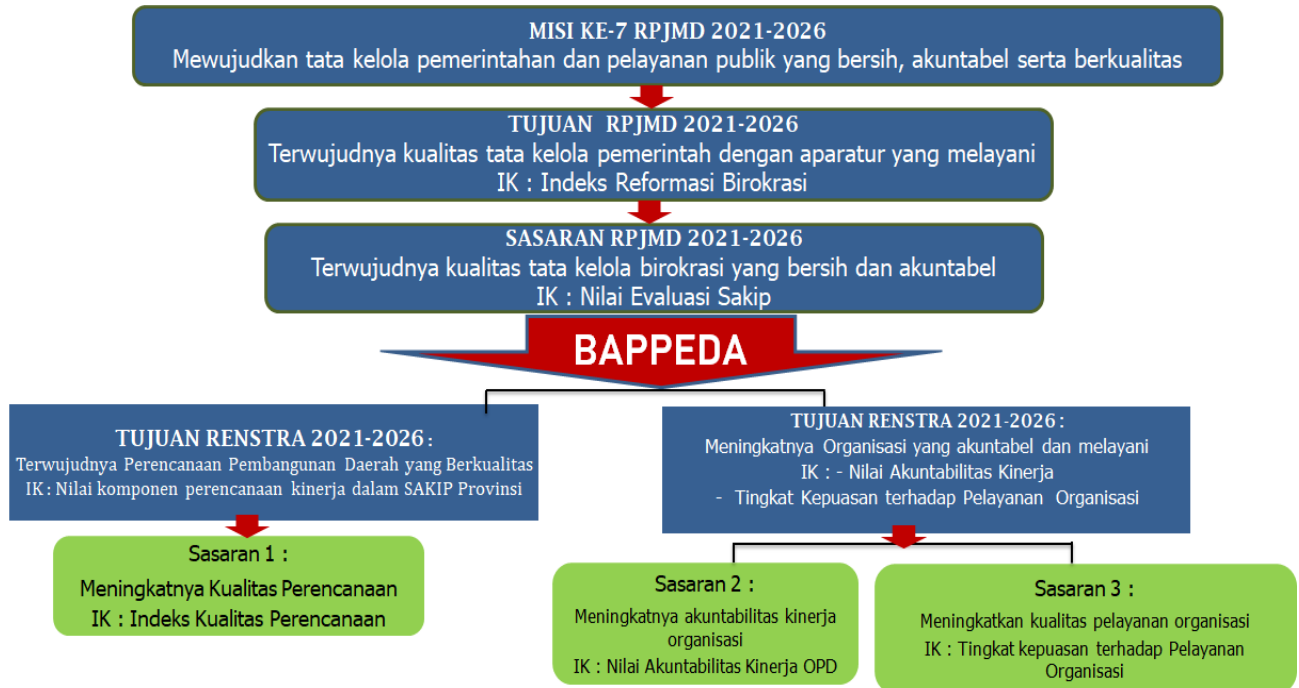 MISI KE-7 RPJMD 2021-2026
Mewujudkan tata kelola pemerintahan dan pelayanan publik yang bersih, akuntabel serta berkualitas
TUJUAN RPJMD 2021-2026
Terwujudnya kualitas tata kelola pemerintah dengan aparatur yang melayani
IK : Indeks Reformasi Birokrasi
SASARAN RPJMD 2021-2026
Terwujudnya kualitas tata kelola birokrasi yang bersih dan akuntabel
IK : Nilai Evaluasi Sakip
BAPPEDA
TUJUAN RENSTRA 2021-2026 :
Terwujudnya Perencanaan Pembangunan Daerah yang Berkualitas
IK : Nilai komponen perencanaan kinerja dalam SAKIP Provinsi
TUJUAN RENSTRA 2021-2026 :
Meningkatnya Organisasi yang akuntabel dan melayani
IK : - Nilai Akuntabilitas Kinerja
- Tingkat Kepuasan terhadap Pelayanan Organisasi
Sasaran 1 :
Meningkatnya Kualitas Perencanaan
IK : Indeks Kualitas Perencanaan
Sasaran 2 :
Meningkatnya akuntabilitas kinerja
organisasi
IK : Nilai Akuntabilitas Kinerja OPD
Sasaran 3 :
Meningkatkan kualitas pelayanan organisasi
IK : Tingkat kepuasan terhadap Pelayanan
Organisasi